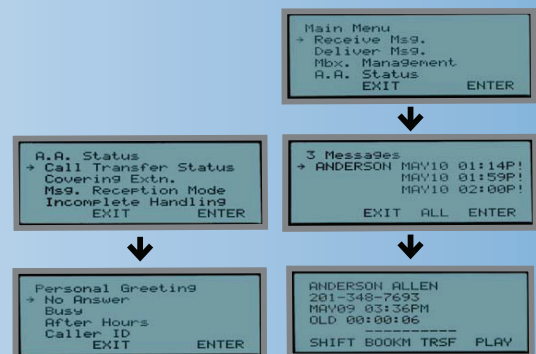 Main Menu
→ Receive Msg.
Deliver Msg.
Mbx. Management
A.A. Status
EXIT ENTER
A.A. Status
→ Call Transfer Status
Covering Extn.
Msg. Reception Mode
Incomplete Handling
EXIT ENTER
3 Messages
→ ANDERSON MAY10 01:14P!
MAY10 01:59P!
MAY10 02:00P!
EXIT ALL ENTER
Personal Greeting
→ No Answer
Busy
After Hours
Caller ID
EXIT ENTER
ANDERSON ALLEN
201-348-7693
MAY09 03:36PM
OLD 00:00:06
SHIFT BOOKM TRSF PLAY